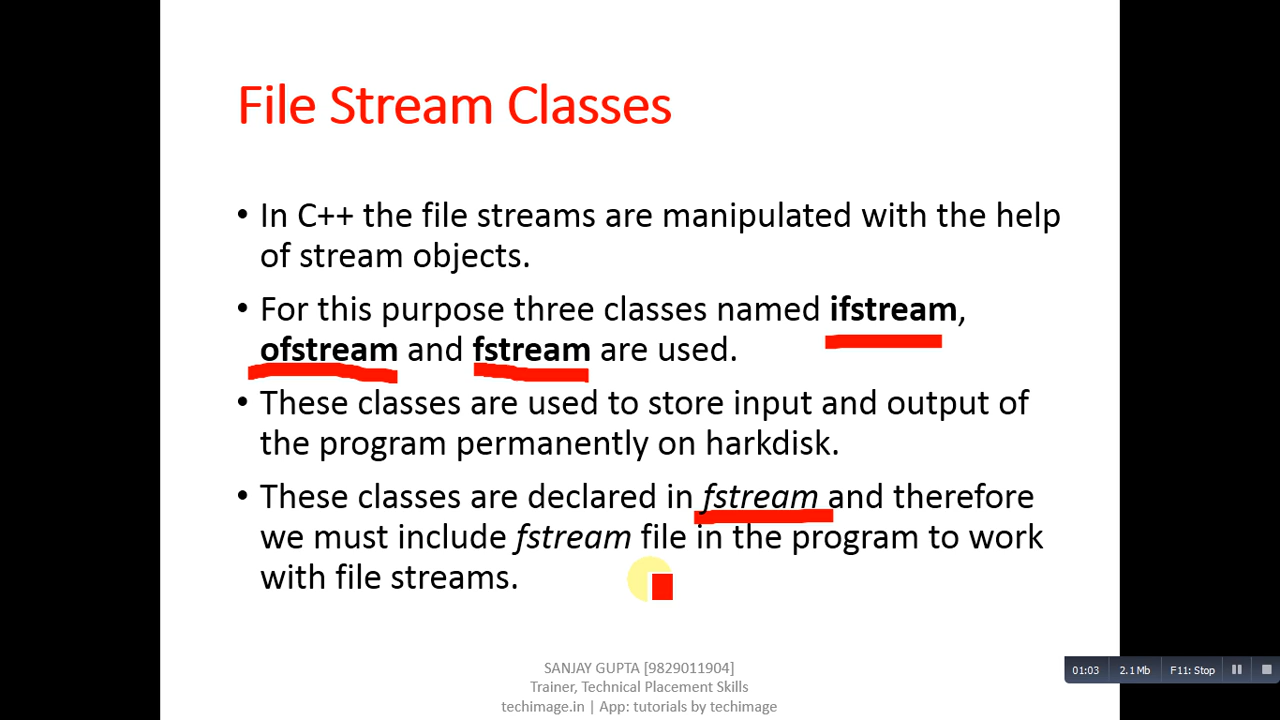 File Stream Classes
• In C++ the file streams are manipulated with the help
of stream objects.
• For this purpose three classes named ifstream,
ofstream and fstream are used.
• These classes are used to store input and output of
the program permanently on harkdisk.
• These classes are declared in fstream and therefore
we must include fstream file in the program to work
with file streams.
SANJAY GUPTA [9829011904]
Trainer, Technical Placement Skills
techimage.in | App: tutorials by techimage
01:03 2.1 Mb F11: Stop